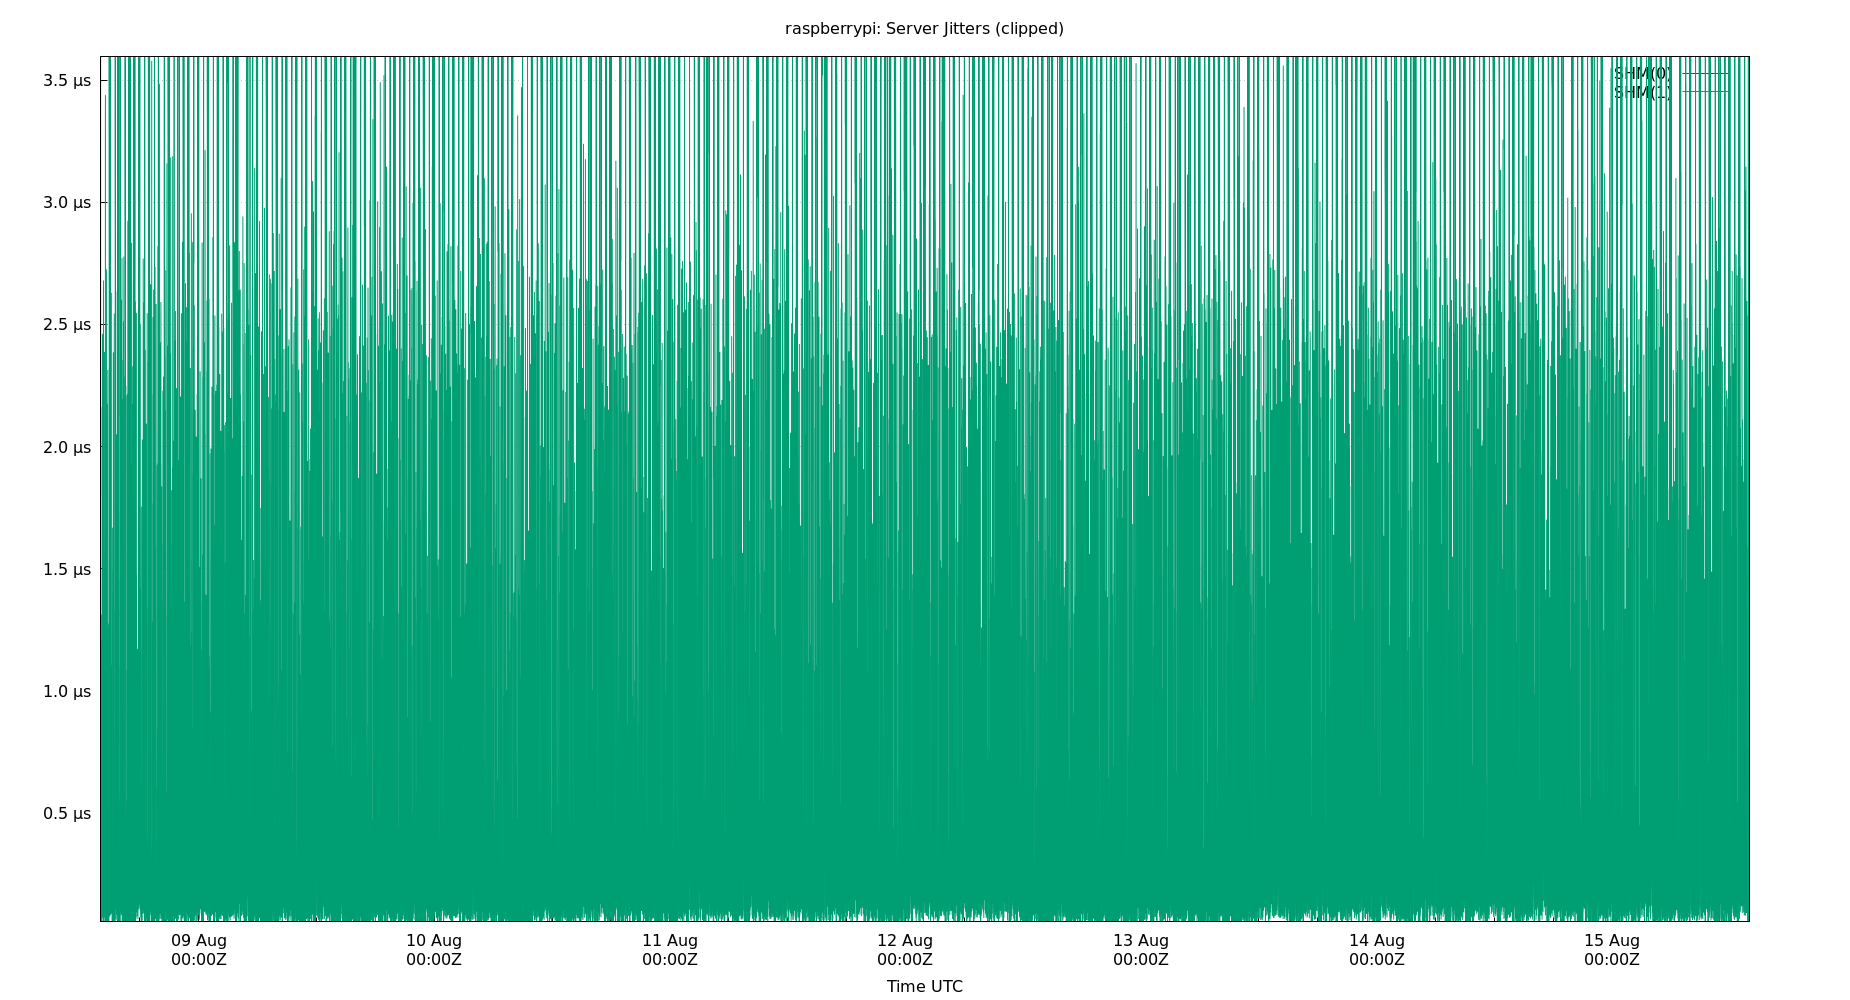 raspberrypi: Server Jitters (clipped)
SHM(0)
SHM(1)
3.5 μs
3.0 μs
2.5 μs
2.0 μs
1.5 μs
1.0 μs
0.5 μs
09 Aug 10 Aug 11 Aug 12 Aug 13 Aug 14 Aug 15 Aug
00:00Z 00:00Z 00:00Z 00:00Z 00:00Z 00:00Z 00:00Z
Time UTC